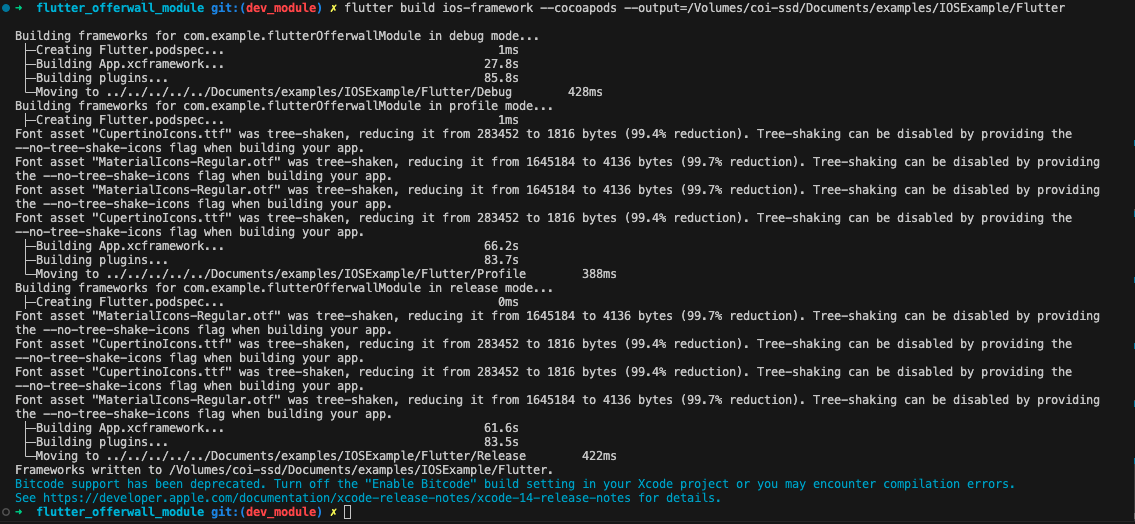 ➜ flutter_offerwall_module git:(dev_module) ✗ flutter build ios-framework --cocoapods --output=/Volumes/coi-ssd/Documents/examples/IOSExample/Flutter
Building frameworks for com.example.flutterOfferwallModule in debug mode...
├─Creating Flutter.podspec... 1ms
├─Building App.xcframework... 27.8s
├─Building plugins... 85.8s
└─Moving to ../../../../../Documents/examples/IOSExample/Flutter/Debug 428ms
Building frameworks for com.example.flutterOfferwallModule in profile mode...
├─Creating Flutter.podspec... 1ms
Font asset "CupertinoIcons.ttf" was tree-shaken, reducing it from 283452 to 1816 bytes (99.4% reduction). Tree-shaking can be disabled by providing the
--no-tree-shake-icons flag when building your app.
Font asset "MaterialIcons-Regular.otf" was tree-shaken, reducing it from 1645184 to 4136 bytes (99.7% reduction). Tree-shaking can be disabled by providing
the --no-tree-shake-icons flag when building your app.
Font asset "MaterialIcons-Regular.otf" was tree-shaken, reducing it from 1645184 to 4136 bytes (99.7% reduction). Tree-shaking can be disabled by providing
the --no-tree-shake-icons flag when building your app.
Font asset "CupertinoIcons.ttf" was tree-shaken, reducing it from 283452 to 1816 bytes (99.4% reduction). Tree-shaking can be disabled by providing the
--no-tree-shake-icons flag when building your app.
├─Building App.xcframework... 66.2s
├─Building plugins... 83.7s
└─Moving to ../../../../../Documents/examples/IOSExample/Flutter/Profile 388ms
Building frameworks for com.example.flutterOfferwallModule in release mode...
├─Creating Flutter.podspec... 0ms
Font asset "MaterialIcons-Regular.otf" was tree-shaken, reducing it from 1645184 to 4136 bytes (99.7% reduction). Tree-shaking can be disabled by providing
the --no-tree-shake-icons flag when building your app.
Font asset "CupertinoIcons.ttf" was tree-shaken, reducing it from 283452 to 1816 bytes (99.4% reduction). Tree-shaking can be disabled by providing the
--no-tree-shake-icons flag when building your app.
Font asset "CupertinoIcons.ttf" was tree-shaken, reducing it from 283452 to 1816 bytes (99.4% reduction). Tree-shaking can be disabled by providing the
--no-tree-shake-icons flag when building your app.
Font asset "MaterialIcons-Regular.otf" was tree-shaken, reducing it from 1645184 to 4136 bytes (99.7% reduction). Tree-shaking can be disabled by providing
the --no-tree-shake-icons flag when building your app.
├─Building App.xcframework... 61.6s
├─Building plugins... 83.5s
└─Moving to ../../../../../Documents/examples/IOSExample/Flutter/Release 422ms
Frameworks written to /Volumes/coi-ssd/Documents/examples/IOSExample/Flutter.
Bitcode support has been deprecated. Turn off the "Enable Bitcode" build setting in your Xcode project or you may encounter compilation errors.
See https://developer.apple.com/documentation/xcode-release-notes/xcode-14-release-notes for details.
➜ flutter_offerwall_module git:(dev_module) ✗